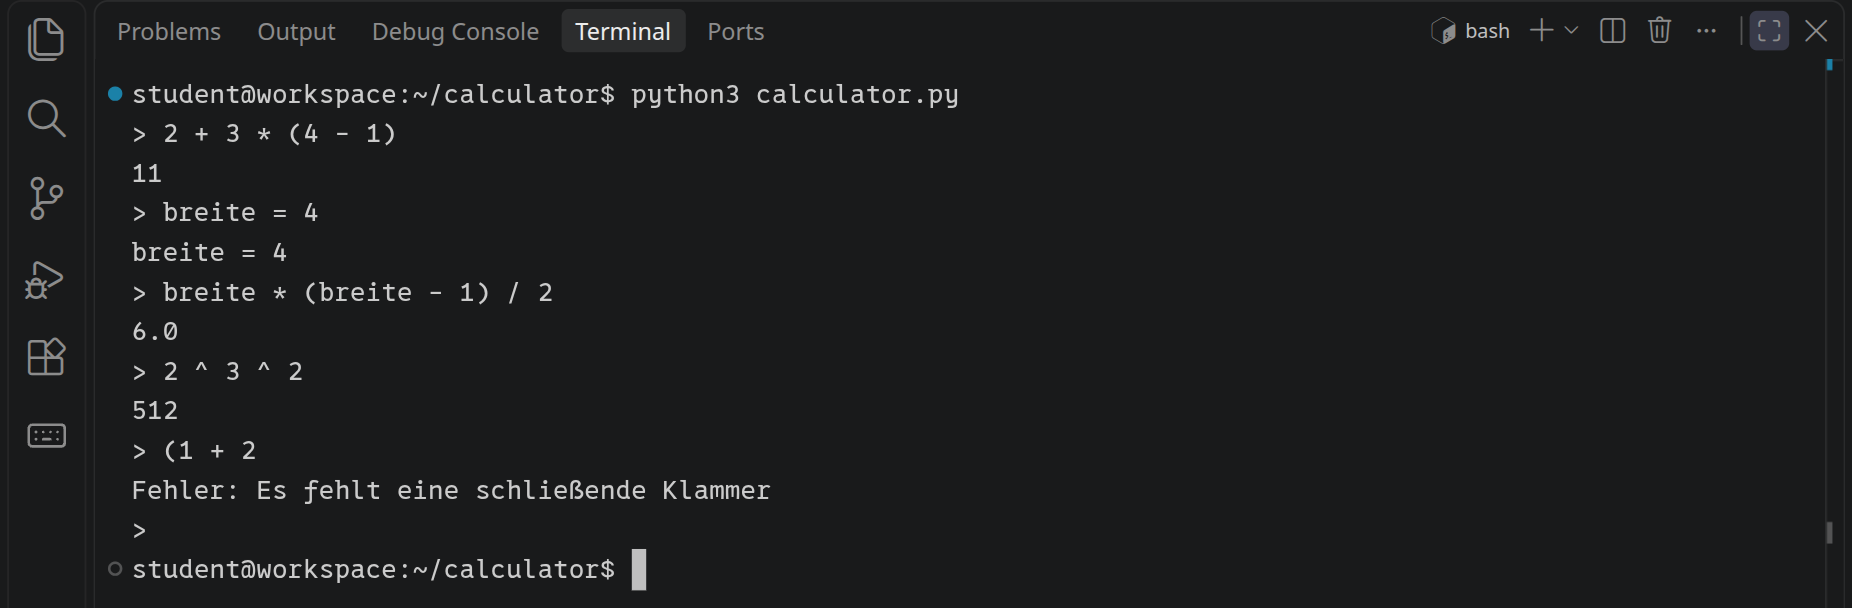 Problems Output Debug Console Terminal Ports bash
student@workspace:~/calculator$ python3 calculator.py
> 2 + 3 * (4 - 1)
11
> breite = 4
breite = 4
> breite * (breite - 1) / 2
6.0
> 2 ^ 3 ^ 2
512
> (1 + 2
Fehler: Es fehlt eine schließende Klammer
>
student@workspace:~/calculator$